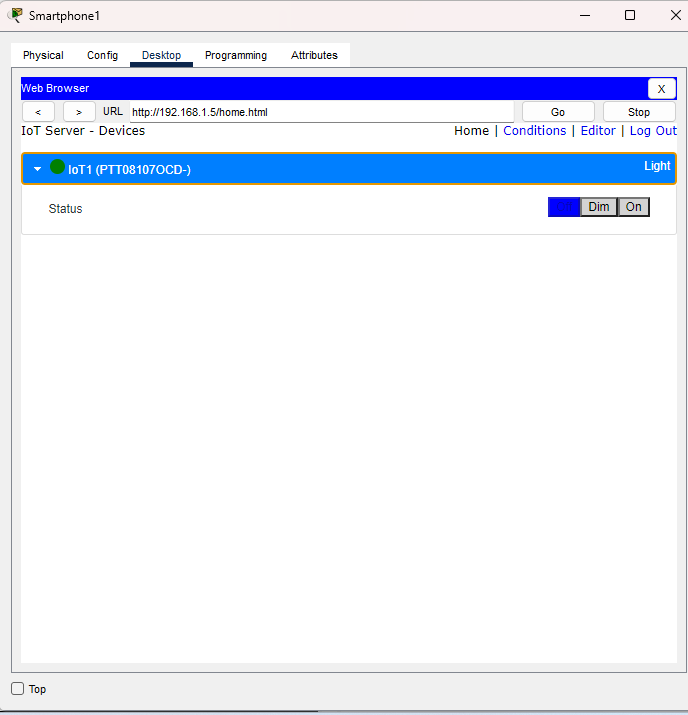 Smartphone1
Physical Config Desktop Programming Attributes
Web Browser X
< > URL http://192.168.1.5/home.html Go Stop
IoT Server - Devices Home | Conditions | Editor | Log Out
IoT1 (PTT08107OCD-) Light
Status Dim On
Top